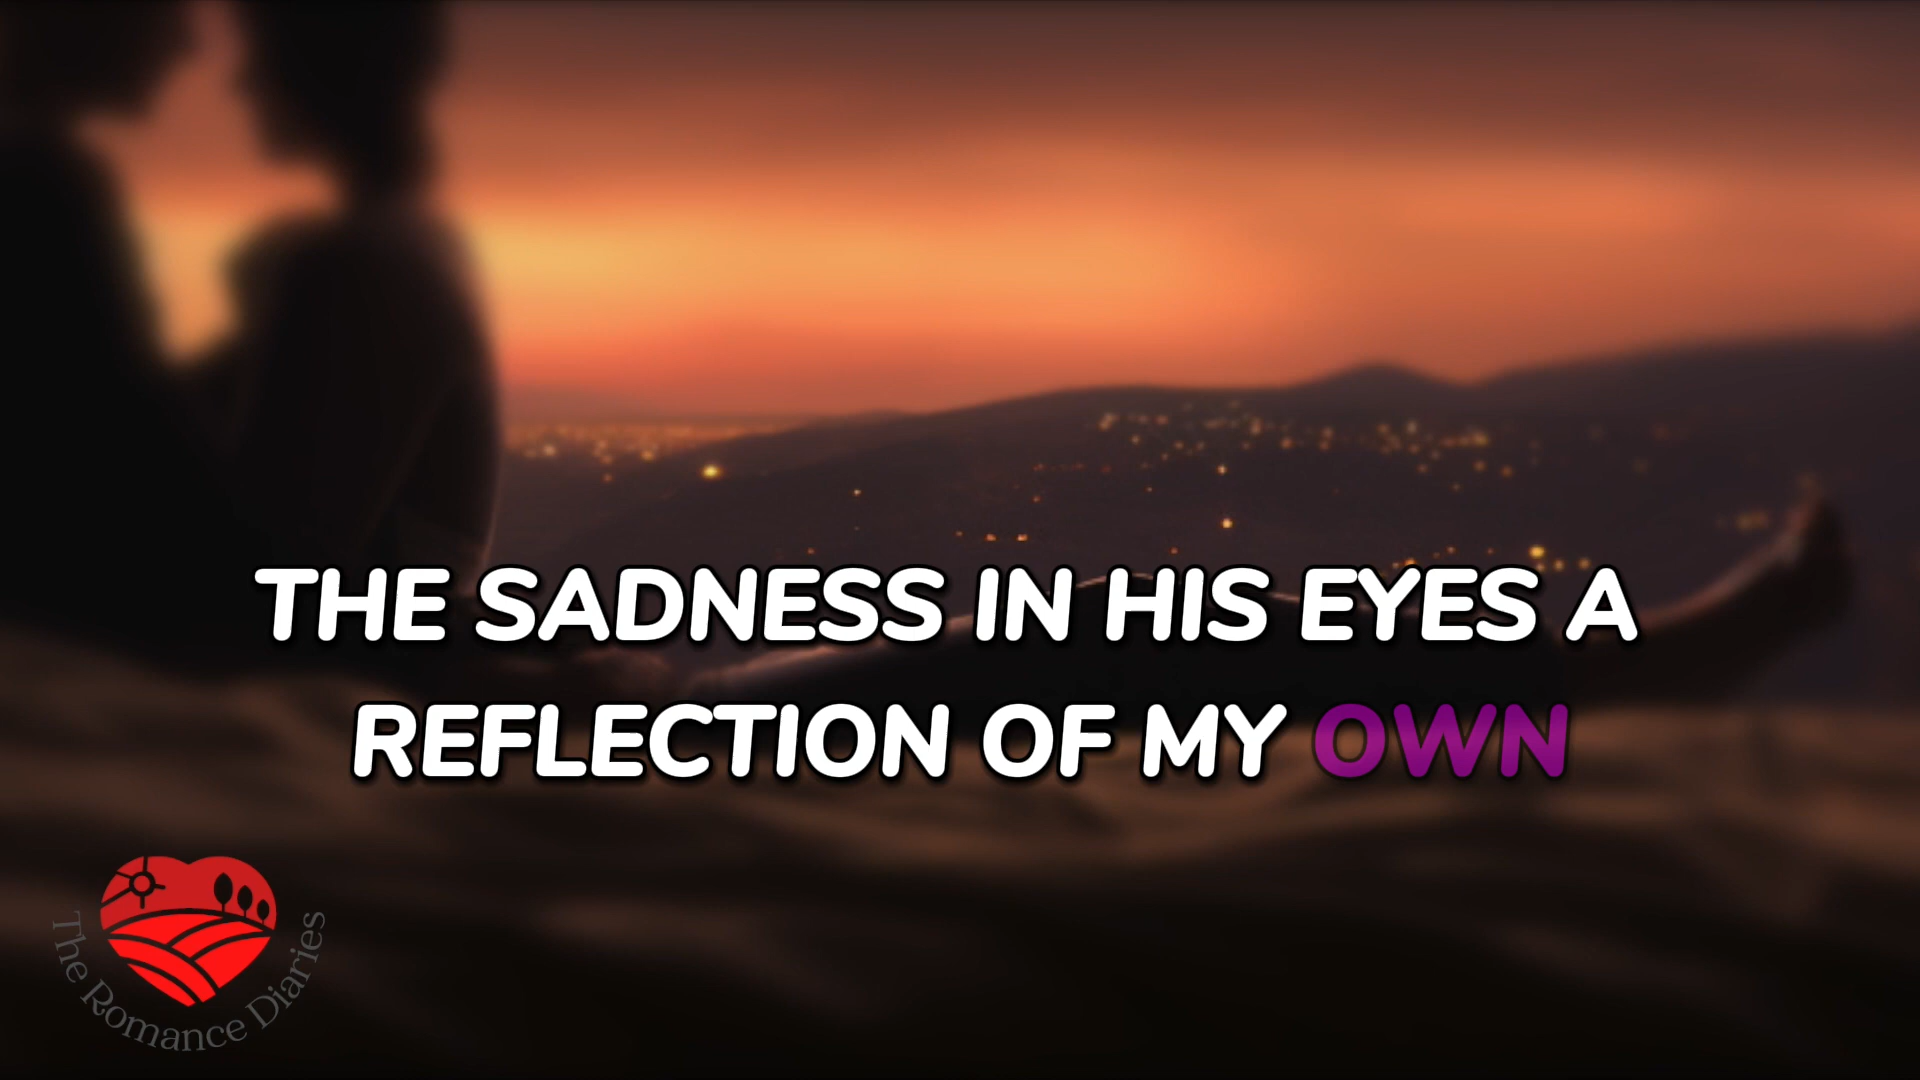 THE SADNESS IN HIS EYES A
REFLECTION OF MY OWN
The Romance Diaries